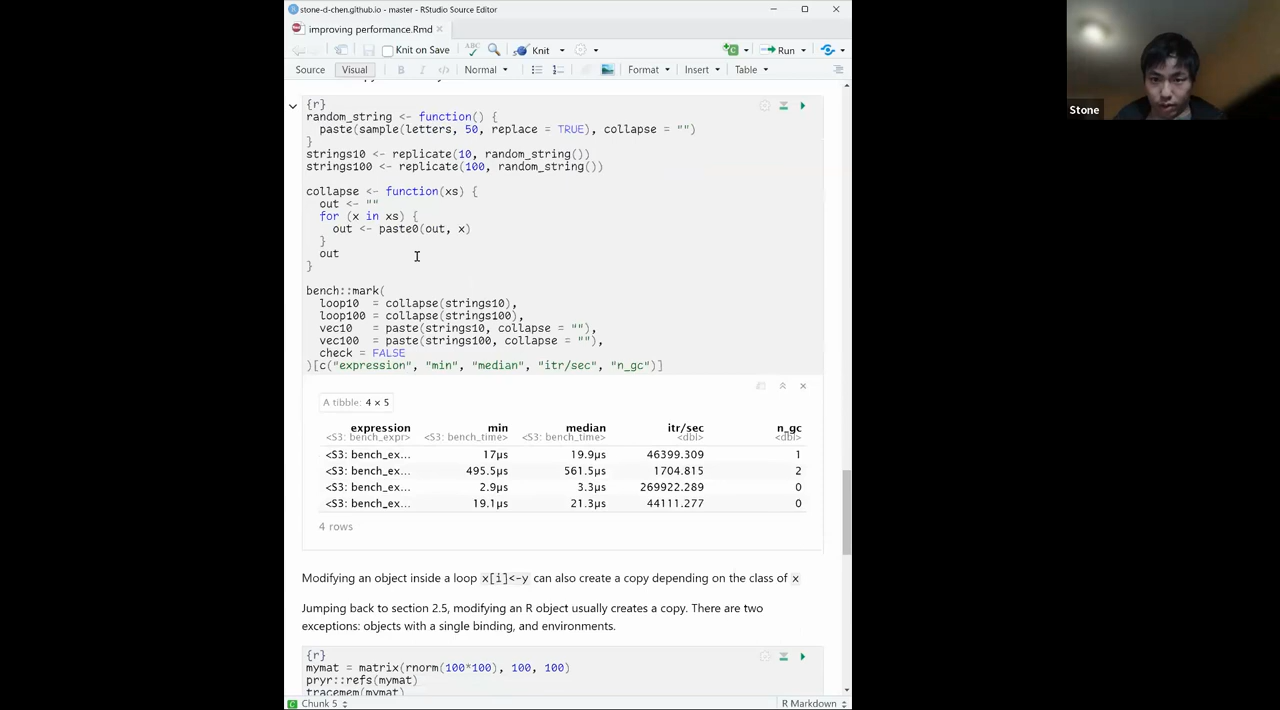 stone-d-chen.github.io - master - RStudio Source Editor
improving performance.Rmd
Knit on Save
ABC
Knit
Run
Source
Visual
B
I
Normal
Format
Insert
Table
{r}
random_string <- function() {
  paste(sample(letters, 50, replace = TRUE), collapse = "")
}
strings10 <- replicate(10, random_string())
strings100 <- replicate(100, random_string())
collapse <- function(xs) {
  out <- ""
  for (x in xs) {
    out <- paste0(out, x)
  }
  out
}
bench::mark(
  loop10  = collapse(strings10),
  loop100 = collapse(strings100),
  vec10   = paste(strings10, collapse = ""),
  vec100  = paste(strings100, collapse = ""),
  check = FALSE
)[c("expression", "min", "median", "itr/sec", "n_gc")]
A tibble: 4 × 5
expression min median itr/sec n_gc
<S3: bench_expr> <S3: bench_time> <S3: bench_time> <dbl> <dbl>
<S3: bench_ex... 17µs 19.9µs 46399.309 1
<S3: bench_ex... 495.5µs 561.5µs 1704.815 2
<S3: bench_ex... 2.9µs 3.3µs 269922.289 0
<S3: bench_ex... 19.1µs 21.3µs 44111.277 0
4 rows
Modifying an object inside a loop x[i]<-y can also create a copy depending on the class of x
Jumping back to section 2.5, modifying an R object usually creates a copy. There are two
exceptions: objects with a single binding, and environments.
{r}
mymat = matrix(rnorm(100*100), 100, 100)
pryr::refs(mymat)
tracemem(mymat)
Chunk 5
R Markdown
Stone